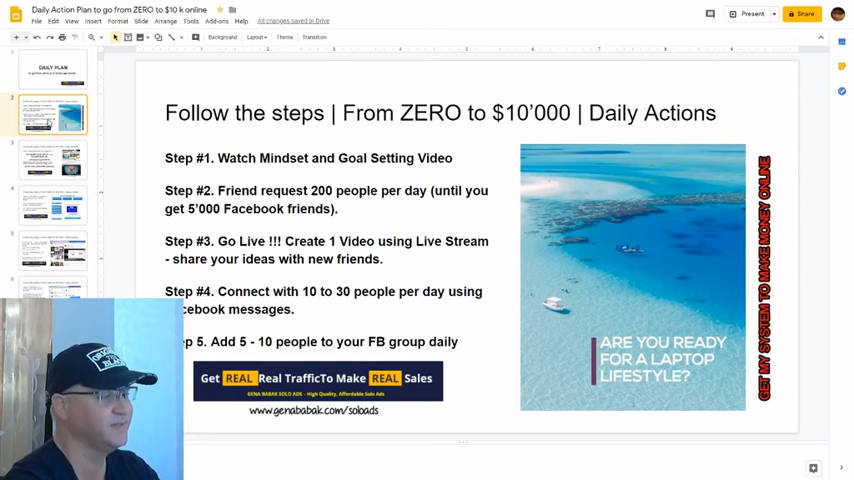 Daily Action Plan to go from ZERO to $10 k online
File Edit View Insert Format Slide Arrange Tools Add-ons Help All changes saved in Drive
Present
Share
Background Layout Theme Transition
1
DAILY PLAN
2
3
4
5
6
Follow the steps | From ZERO to $10'000 | Daily Actions
Step #1. Watch Mindset and Goal Setting Video
Step #2. Friend request 200 people per day (until you
get 5'000 Facebook friends).
Step #3. Go Live !!! Create 1 Video using Live Stream
- share your ideas with new friends.
Step #4. Connect with 10 to 30 people per day using
cebook messages.
p 5. Add 5 - 10 people to your FB group daily
Get REAL Real TrafficTo Make REAL Sales
GENA BABAK SOLO ADS - High Quality, Affordable Solo Ads
www.genababak.com/soloads
ARE YOU READY
FOR A LAPTOP
LIFESTYLE?
GET MY SYSTEM TO MAKE MONEY ONLINE